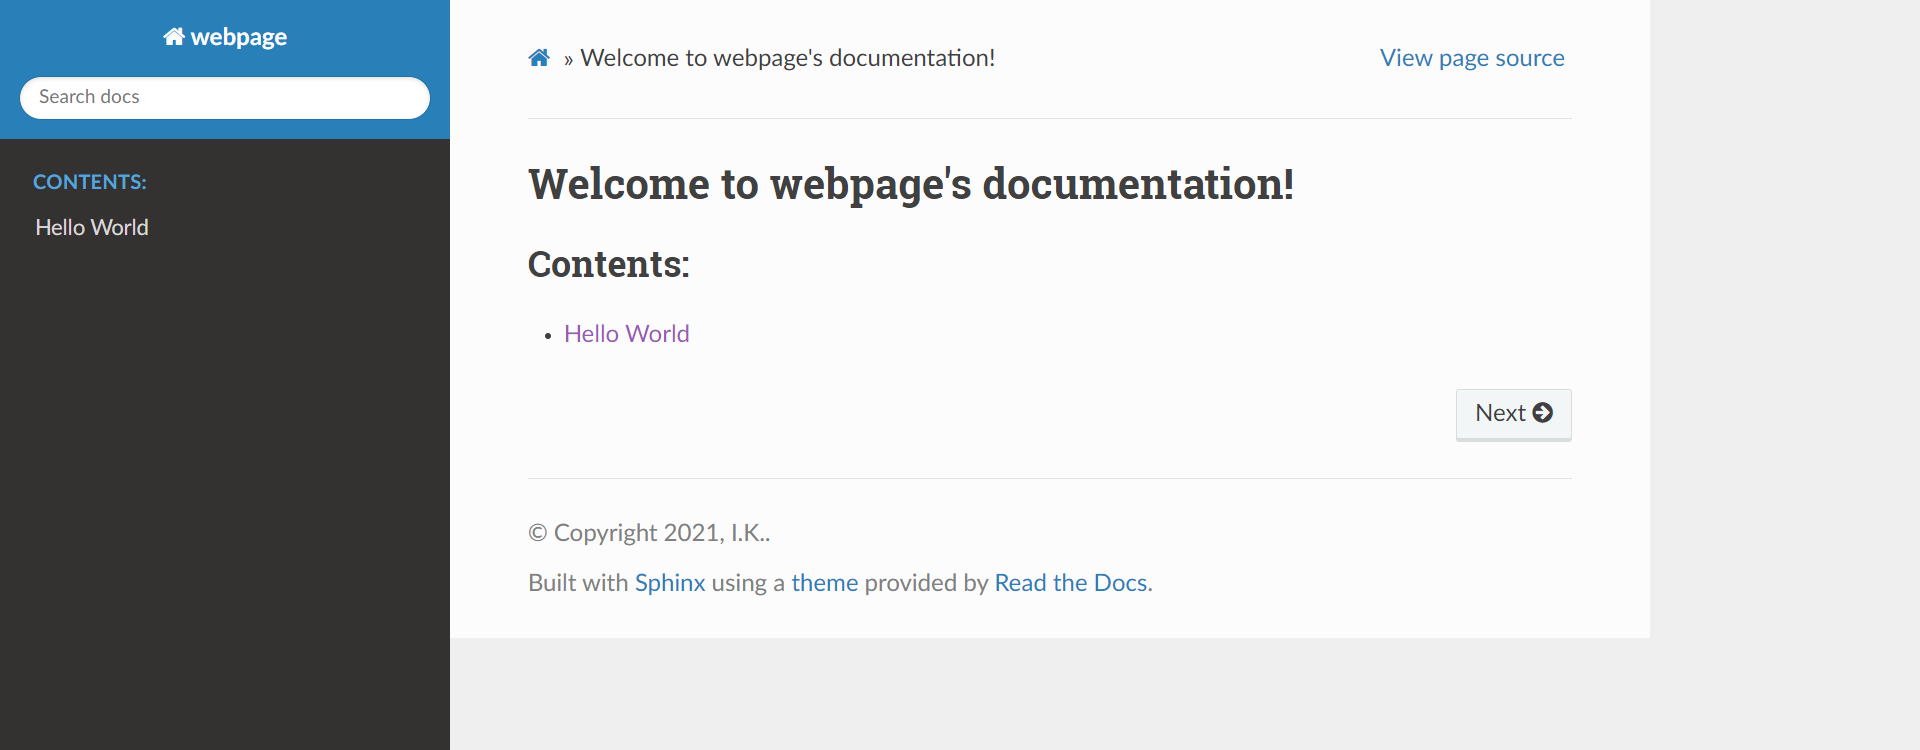 webpage
Search docs
CONTENTS:
Hello World
» Welcome to webpage's documentation!
View page source
Welcome to webpage's documentation!
Contents:
• Hello World
Next
© Copyright 2021, I.K..
Built with Sphinx using a theme provided by Read the Docs.